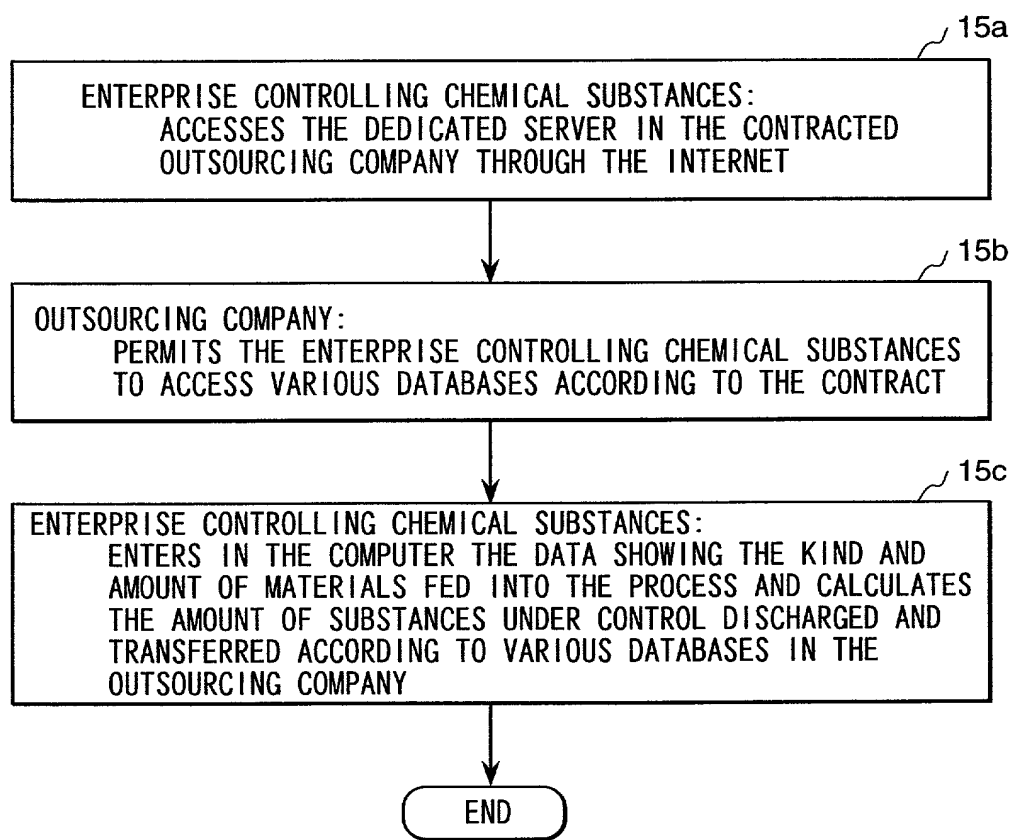 15a
ENTERPRISE CONTROLLING CHEMICAL SUBSTANCES:
ACCESSES THE DEDICATED SERVER IN THE CONTRACTED
OUTSOURCING COMPANY THROUGH THE INTERNET
15b
OUTSOURCING COMPANY:
PERMITS THE ENTERPRISE CONTROLLING CHEMICAL SUBSTANCES
TO ACCESS VARIOUS DATABASES ACCORDING TO THE CONTRACT
15c
ENTERPRISE CONTROLLING CHEMICAL SUBSTANCES:
ENTERS IN THE COMPUTER THE DATA SHOWING THE KIND AND
AMOUNT OF MATERIALS FED INTO THE PROCESS AND CALCULATES
THE AMOUNT OF SUBSTANCES UNDER CONTROL DISCHARGED AND
TRANSFERRED ACCORDING TO VARIOUS DATABASES IN THE
OUTSOURCING COMPANY
END